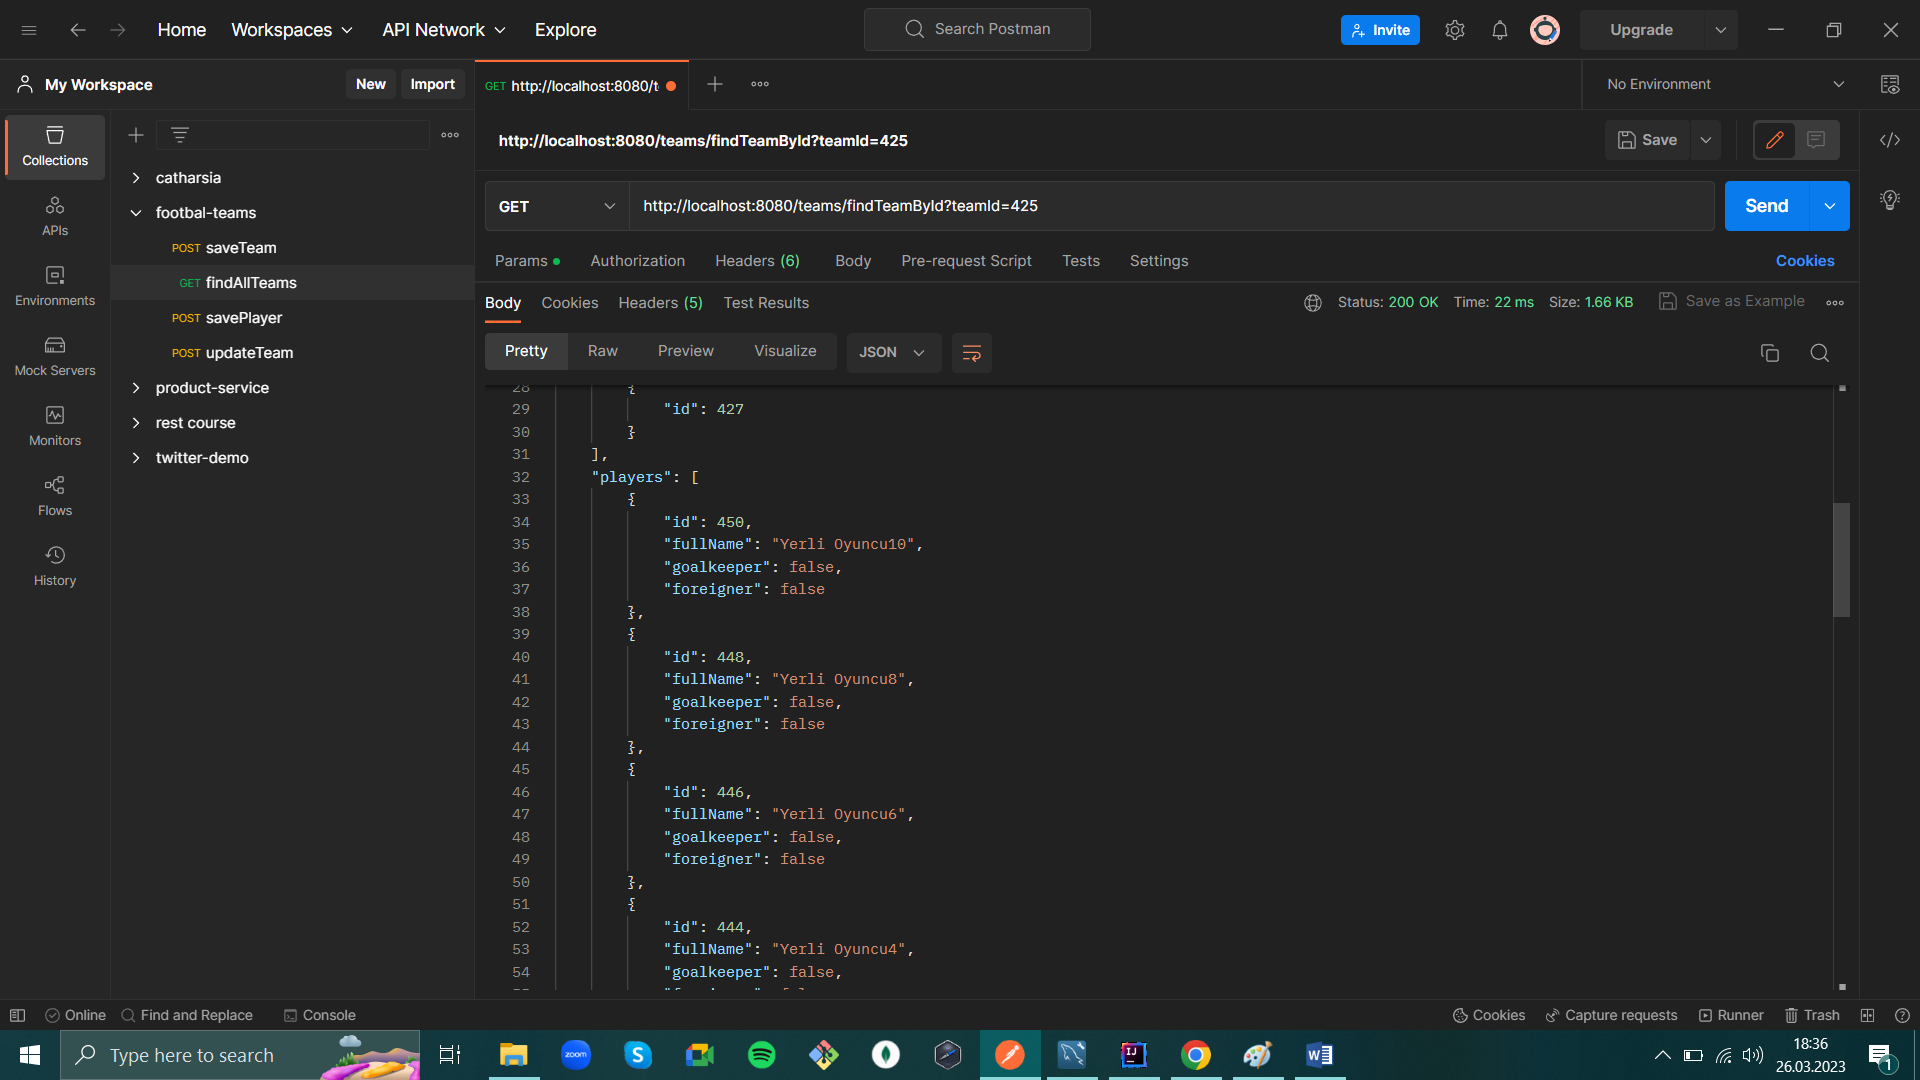 Home Workspaces API Network Explore
Search Postman
Invite
Upgrade
My Workspace
New Import
GET http://localhost:8080/t
No Environment
Collections
APIs
Environments
Mock Servers
Monitors
Flows
History
catharsia
footbal-teams
POST saveTeam
GET findAllTeams
POST savePlayer
POST updateTeam
product-service
rest course
twitter-demo
http://localhost:8080/teams/findTeamById?teamId=425
Save
GET http://localhost:8080/teams/findTeamById?teamId=425
Send
Params Authorization Headers (6) Body Pre-request Script Tests Settings Cookies
Body Cookies Headers (5) Test Results
Status: 200 OK Time: 22 ms Size: 1.66 KB Save as Example
Pretty Raw Preview Visualize JSON
28 {
29 "id": 427
30 }
31 ],
32 "players": [
33 {
34 "id": 450,
35 "fullName": "Yerli Oyuncu10",
36 "goalkeeper": false,
37 "foreigner": false
38 },
39 {
40 "id": 448,
41 "fullName": "Yerli Oyuncu8",
42 "goalkeeper": false,
43 "foreigner": false
44 },
45 {
46 "id": 446,
47 "fullName": "Yerli Oyuncu6",
48 "goalkeeper": false,
49 "foreigner": false
50 },
51 {
52 "id": 444,
53 "fullName": "Yerli Oyuncu4",
54 "goalkeeper": false,
Online Find and Replace Console
Cookies Capture requests Runner Trash
Type here to search
zoom
18:36
26.03.2023
1